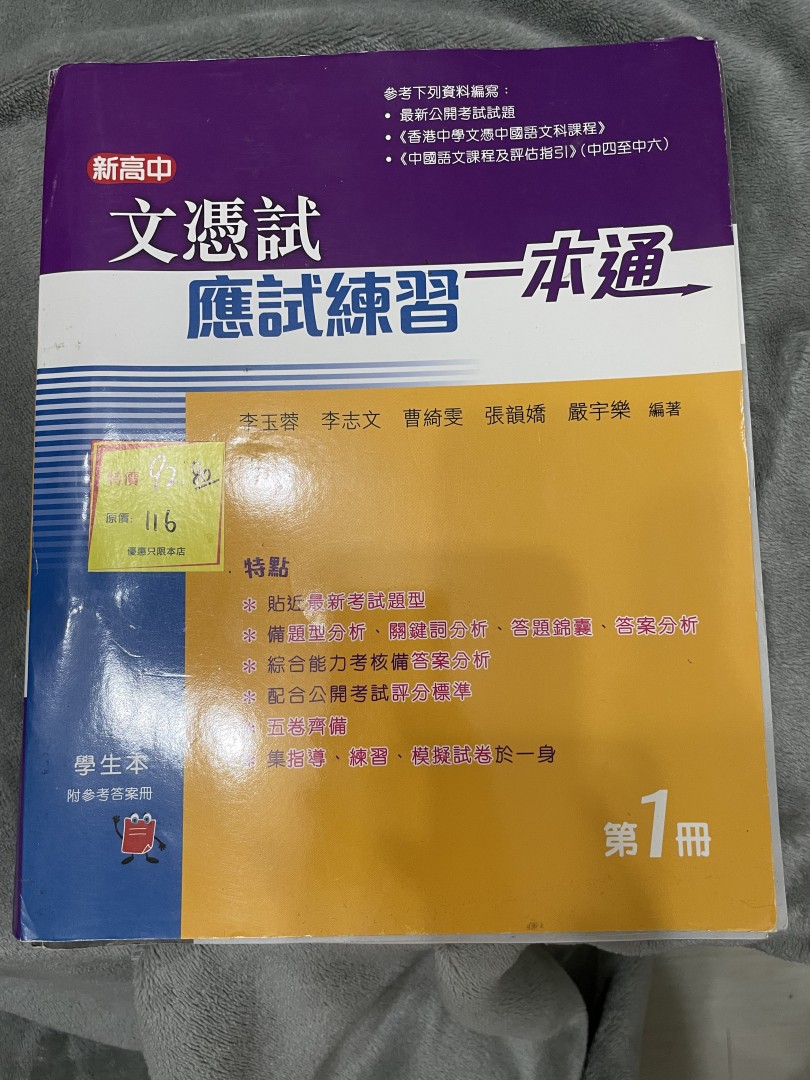 參考下列資料編寫：
• 最新公開考試試題
• 《香港中學文憑中國語文科課程》
• 《中國語文課程及評估指引》（中四至中六）
新高中
文憑試
應試練習一本通
李玉蓉 李志文 曹綺雯 張韻嬌 嚴宇樂 編著
特價: 92
原價: 116
優惠只限本店
特點
* 貼近最新考試題型
* 備題型分析、關鍵詞分析、答題錦囊、答案分析
* 綜合能力考核備答案分析
* 配合公開考試評分標準
* 五卷齊備
* 集指導、練習、模擬試卷於一身
學生本
附參考答案冊
第1冊